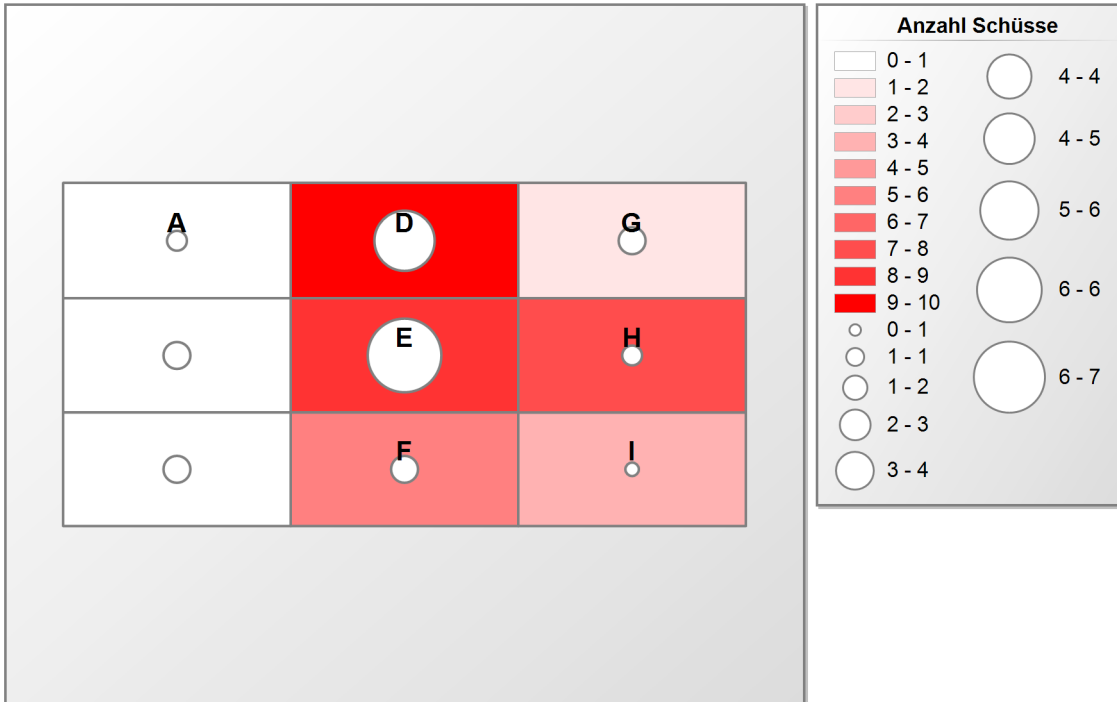 A
D
G
E
H
F
I
Anzahl Schüsse
0 - 1
1 - 2
2 - 3
3 - 4
4 - 5
5 - 6
6 - 7
7 - 8
8 - 9
9 - 10
0 - 1
1 - 1
1 - 2
2 - 3
3 - 4
4 - 4
4 - 5
5 - 6
6 - 6
6 - 7